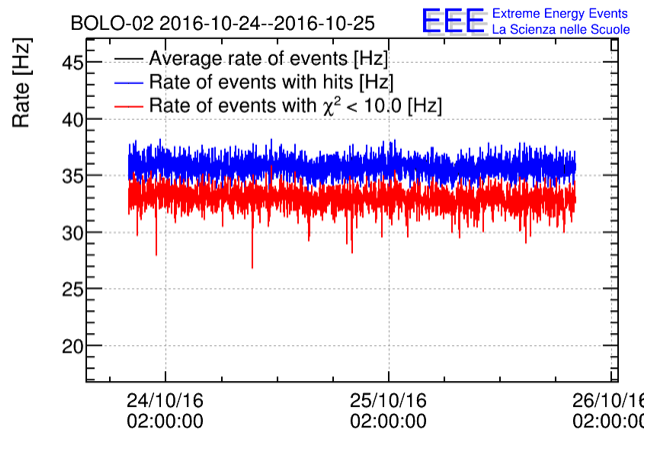 BOLO-02 2016-10-24--2016-10-25
EEE Extreme Energy Events
La Scienza nelle Scuole
Rate [Hz]
Average rate of events [Hz]
Rate of events with hits [Hz]
Rate of events with χ² < 10.0 [Hz]
45
40
35
30
25
20
24/10/16
02:00:00
25/10/16
02:00:00
26/10/16
02:00:00